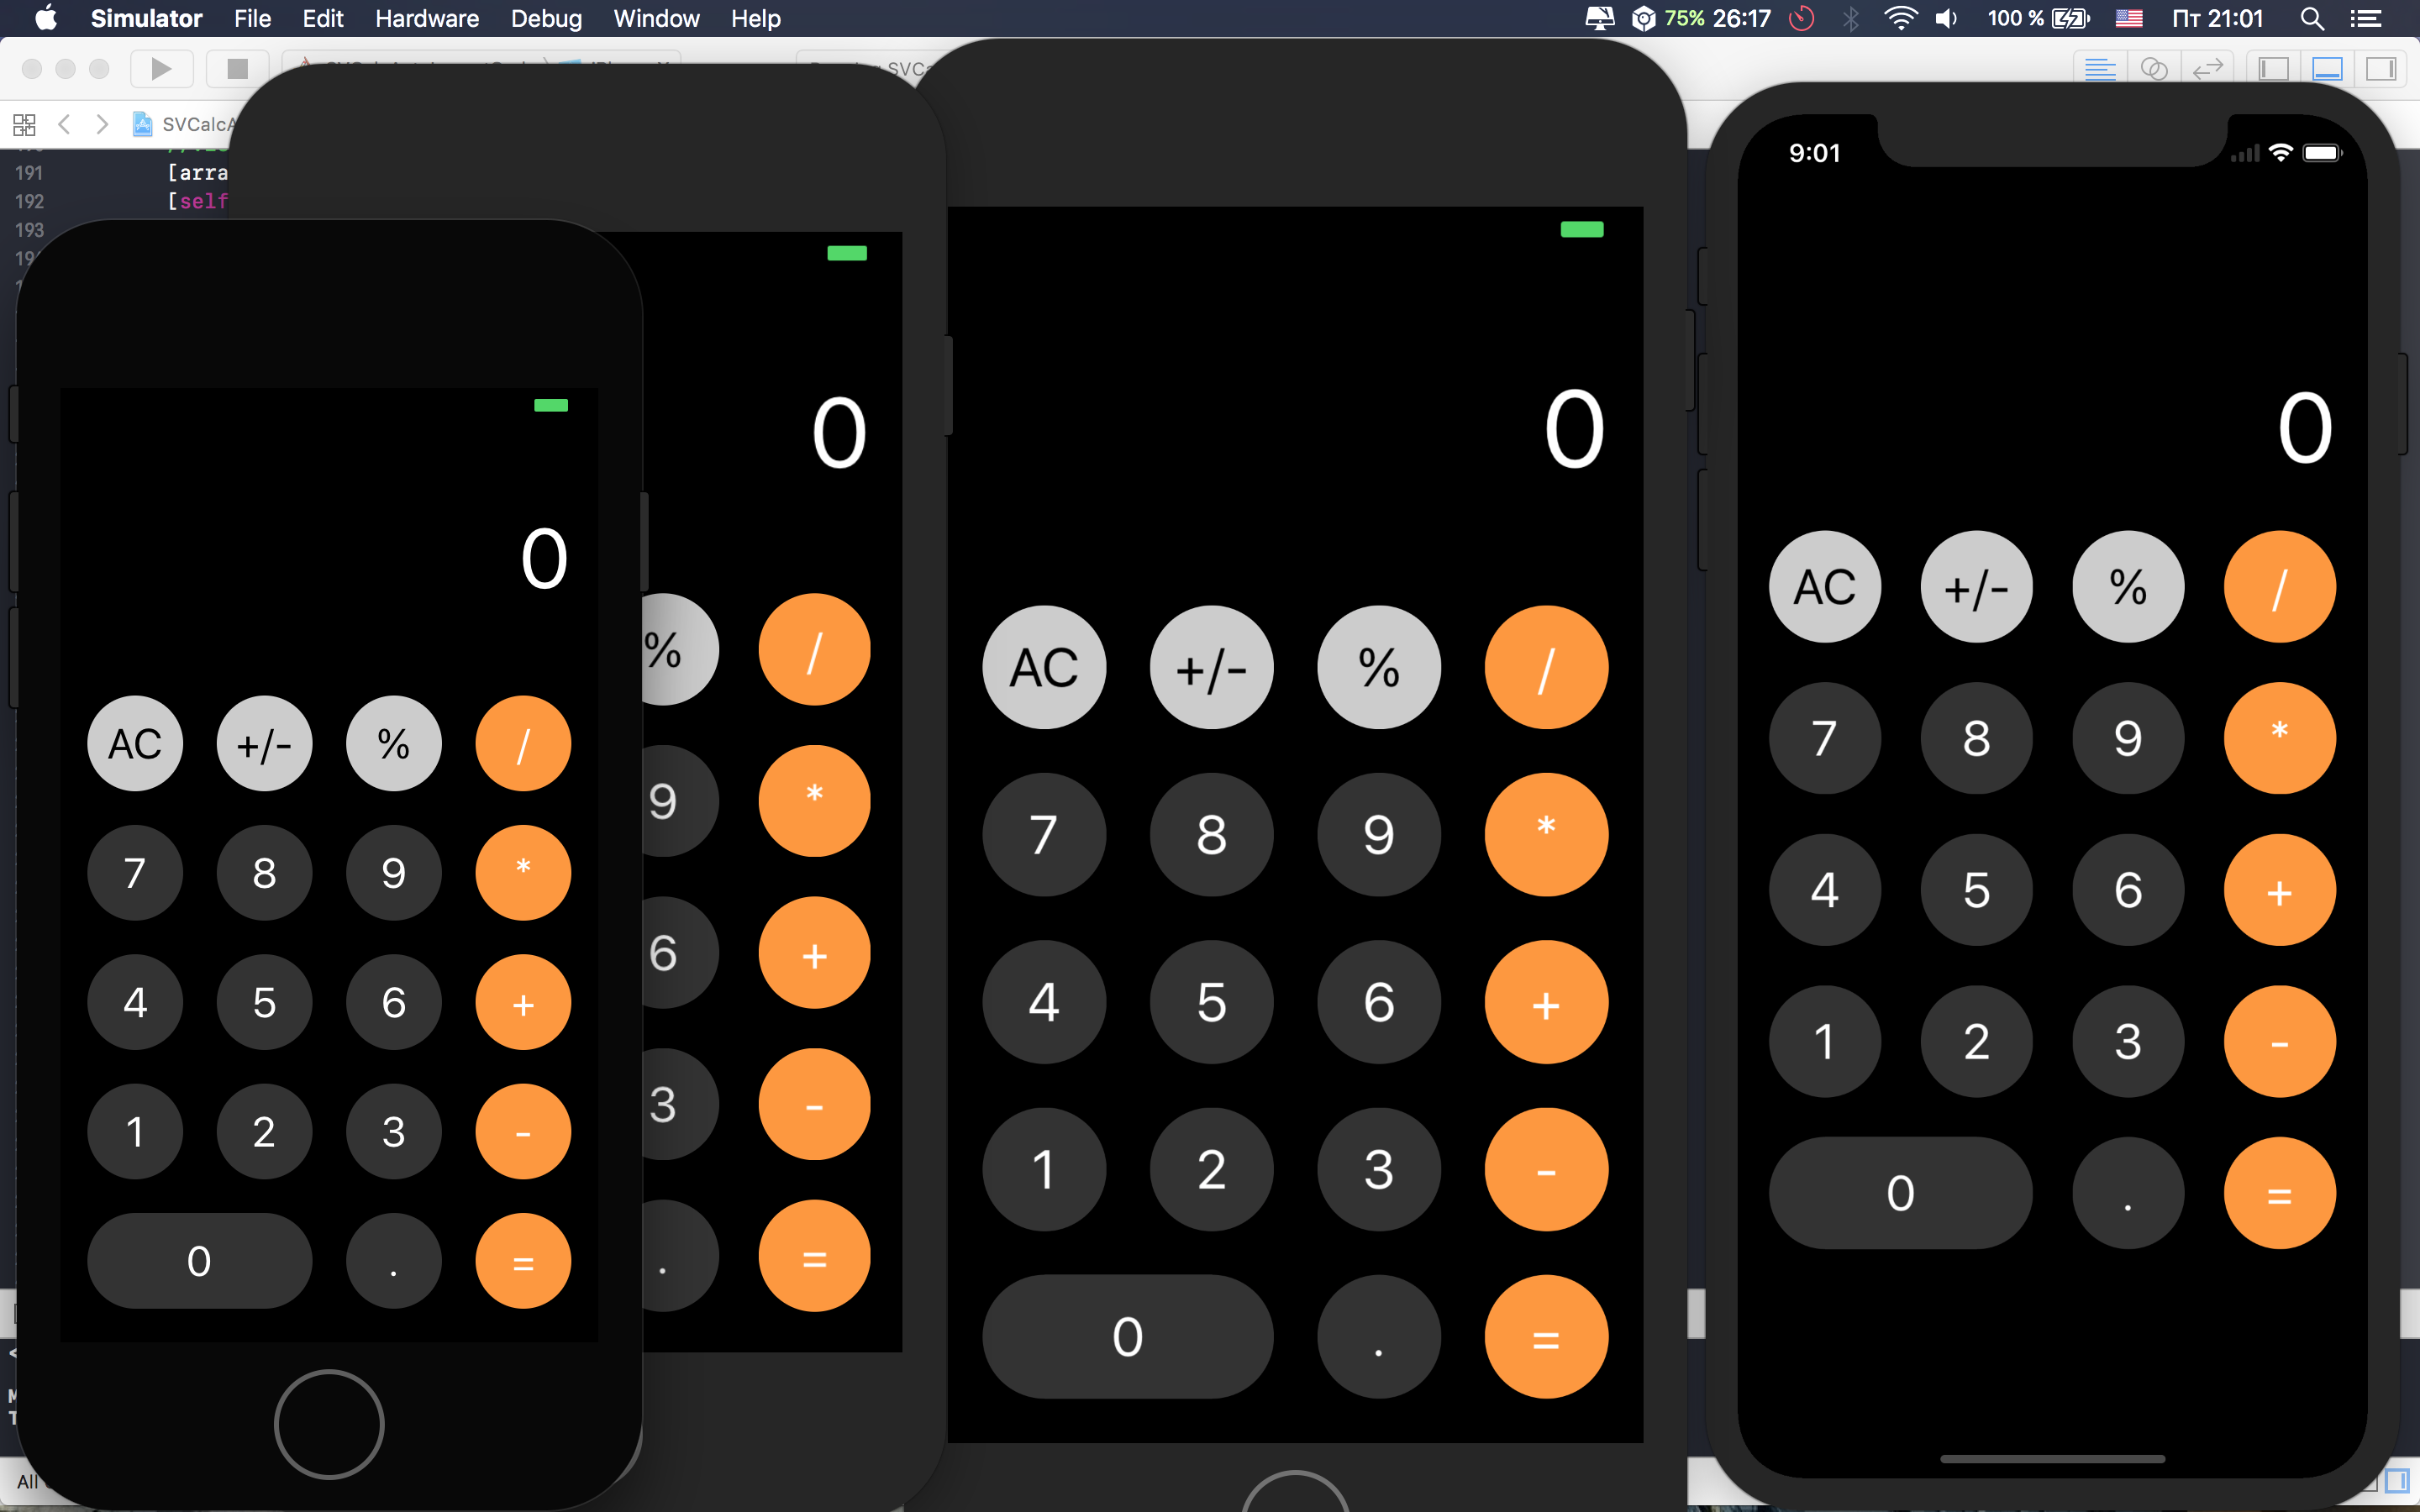 Simulator File Edit Hardware Debug Window Help 75% 26:17 100 % Пт 21:01
SVCalcA
191 [arra
192 [self
193
9:01
0
0
0
0
AC +/- % /
7 8 9 *
4 5 6 +
1 2 3 -
0 . =
% /
9 *
6 +
3 -
. =
AC +/- % /
7 8 9 *
4 5 6 +
1 2 3 -
0 . =
AC +/- % /
7 8 9 *
4 5 6 +
1 2 3 -
0 . =
All